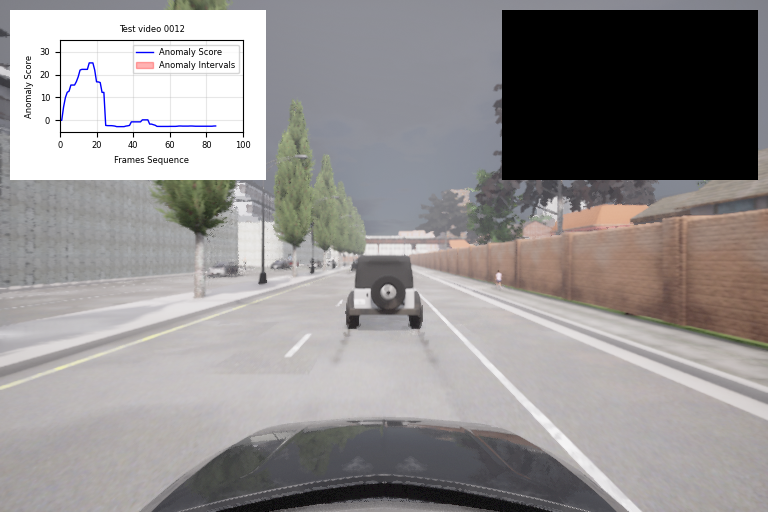 Test video 0012
Anomaly Score
Anomaly Intervals
Anomaly Score
30
20
10
0
0 20 40 60 80 100
Frames Sequence